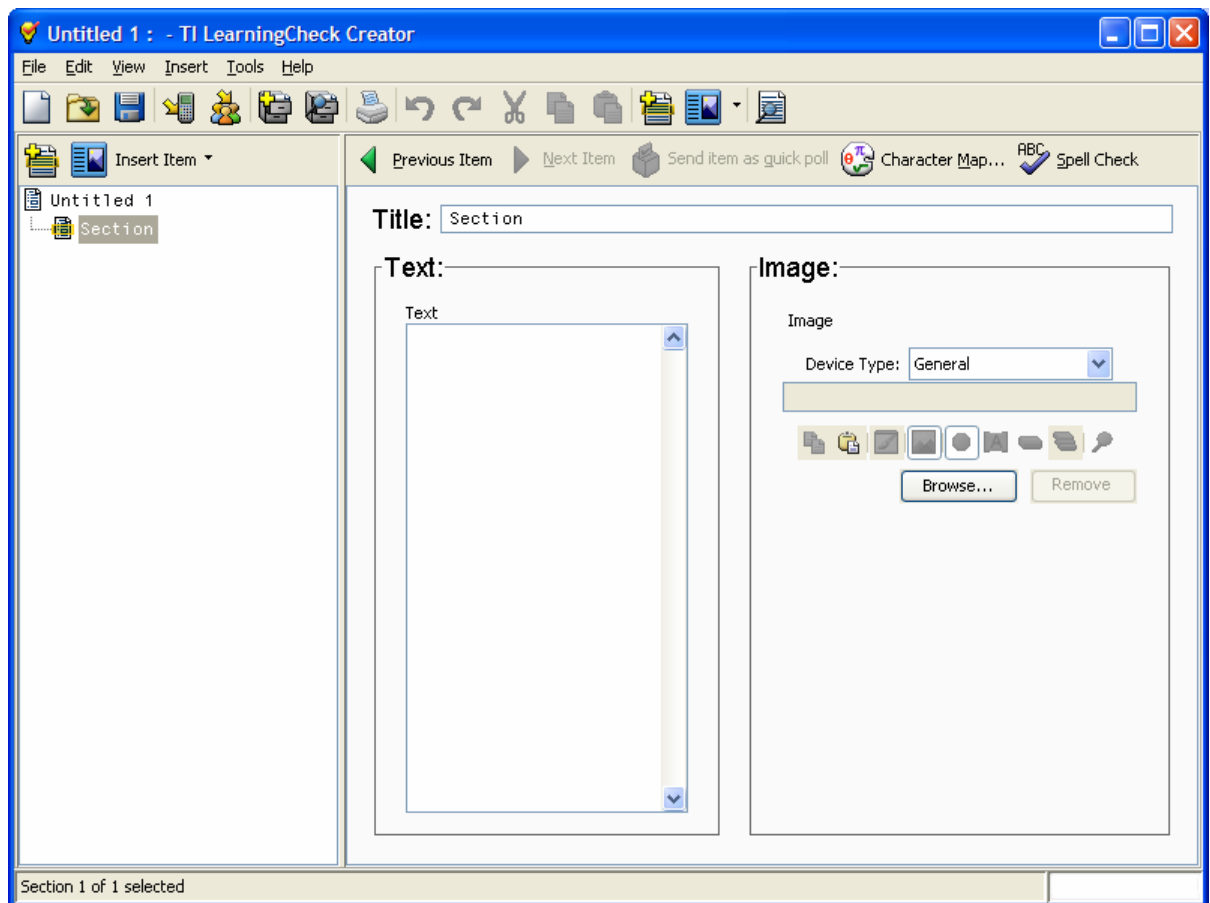 Untitled 1 : - TI LearningCheck Creator
File Edit View Insert Tools Help
Insert Item
Previous Item Next Item Send item as quick poll Character Map... ABC Spell Check
Untitled 1
Section
Title: Section
Text:
Text
Image:
Image
Device Type: General
Browse... Remove
Section 1 of 1 selected